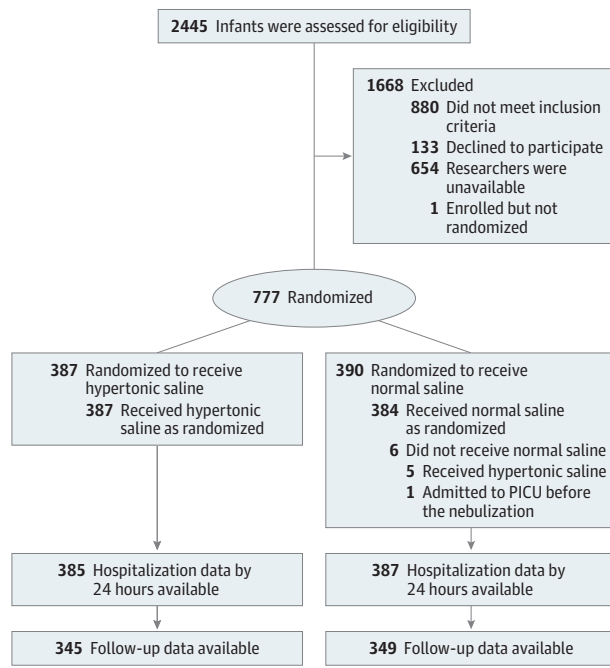 2445 Infants were assessed for eligibility
1668 Excluded
880 Did not meet inclusion
criteria
133 Declined to participate
654 Researchers were
unavailable
1 Enrolled but not
randomized
777 Randomized
387 Randomized to receive
hypertonic saline
387 Received hypertonic
saline as randomized
390 Randomized to receive
normal saline
384 Received normal saline
as randomized
6 Did not receive normal saline
5 Received hypertonic saline
1 Admitted to PICU before
the nebulization
385 Hospitalization data by
24 hours available
387 Hospitalization data by
24 hours available
345 Follow-up data available
349 Follow-up data available